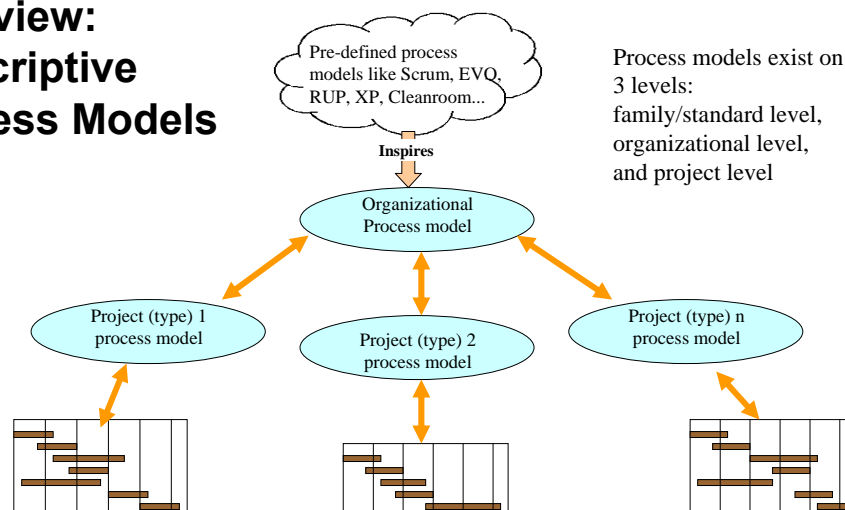 view:
criptive
ess Models
Pre-defined process
models like Scrum, EVO,
RUP, XP, Cleanroom...
Process models exist on
3 levels:
family/standard level,
organizational level,
and project level
Inspires
Organizational
Process model
Project (type) 1
process model
Project (type) 2
process model
Project (type) n
process model